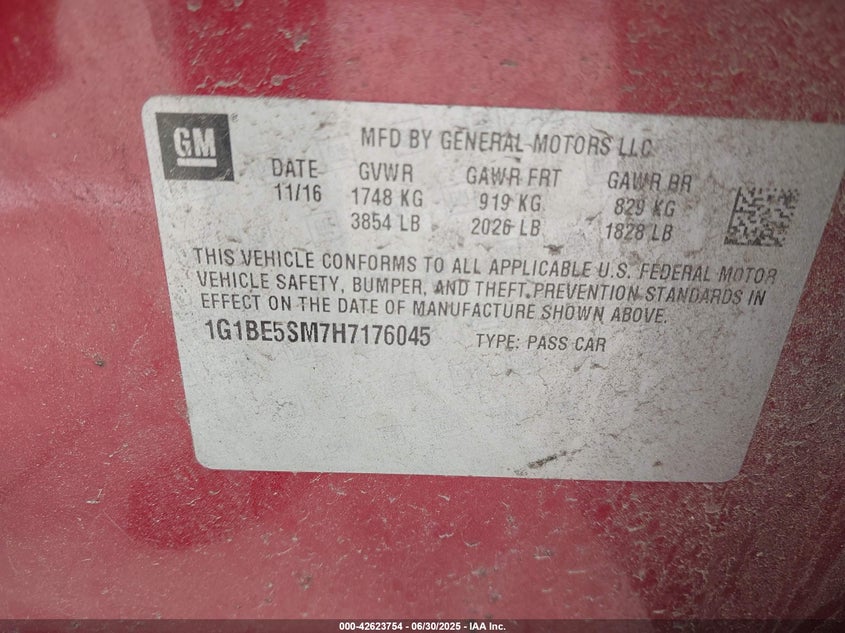 GM
MFD BY GENERAL MOTORS LLC
DATE GVWR GAWR FRT GAWR RR
11/16 1748 KG 919 KG 829 KG
3854 LB 2026 LB 1828 LB
THIS VEHICLE CONFORMS TO ALL APPLICABLE U.S. FEDERAL MOTOR
VEHICLE SAFETY, BUMPER, AND THEFT PREVENTION STANDARDS IN
EFFECT ON THE DATE OF MANUFACTURE SHOWN ABOVE.
1G1BE5SM7H7176045 TYPE: PASS CAR
000-42623754 | 06/30/2025 | IAA Inc.